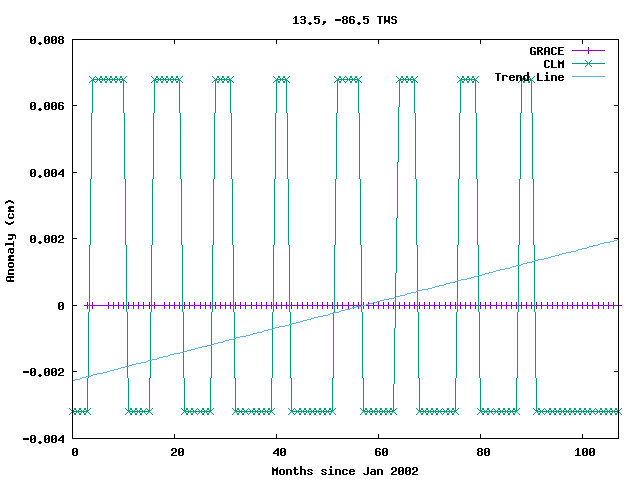 13.5, -86.5 TWS
0.008
0.006
0.004
0.002
0
-0.002
-0.004
GRACE
CLM
Trend Line
Anomaly (cm)
0 20 40 60 80 100
Months since Jan 2002